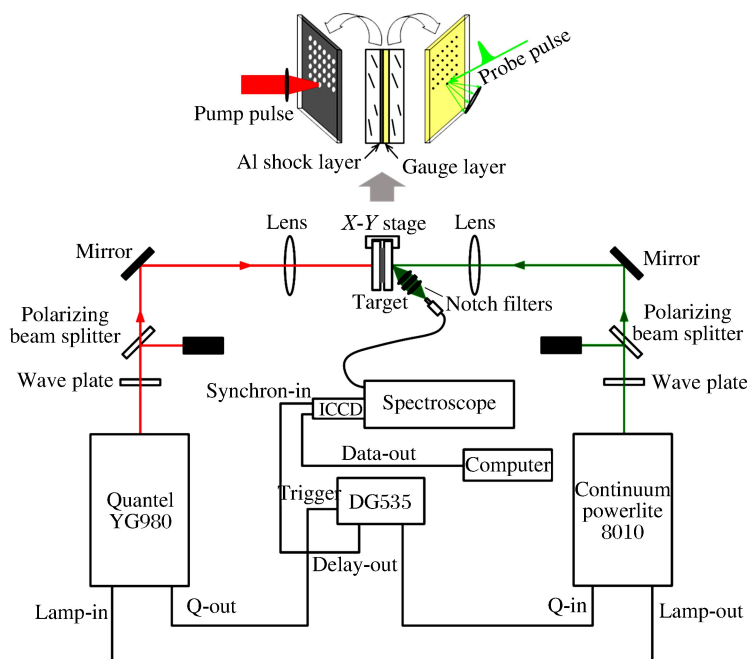 Pump pulse
Probe pulse
Al shock layer
Gauge layer
Mirror
Lens
X-Y stage
Lens
Mirror
Target
Notch filters
Polarizing
beam splitter
Polarizing
beam splitter
Wave plate
Wave plate
Synchron-in
ICCD
Spectroscope
Data-out
Computer
Quantel
YG980
Trigger
DG535
Continuum
powerlite
8010
Delay-out
Lamp-in
Q-out
Q-in
Lamp-out